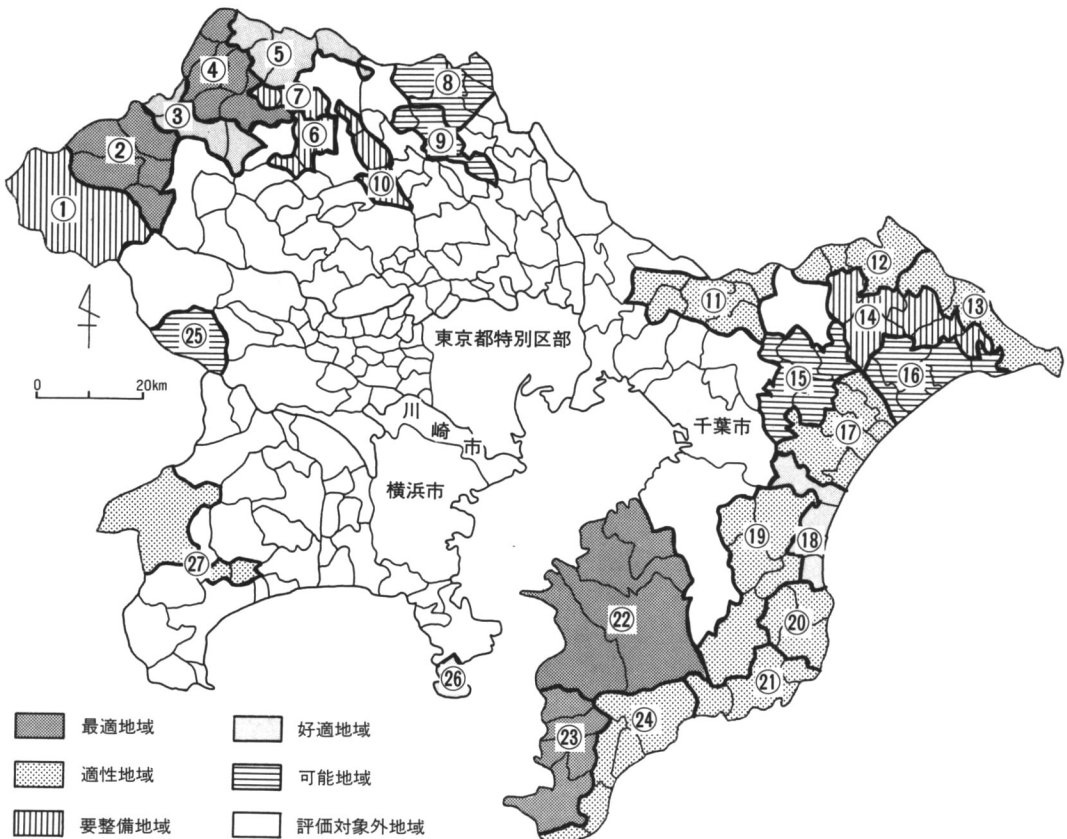 ⑤
④
⑧
③
⑦
②
⑥
⑨
⑩
①
⑫
⑪
⑬
⑭
㉕
東京都特別区部
⑮
⑯
0 20km
川崎市
千葉市
⑰
横浜市
⑲
⑱
㉗
㉒
⑳
㉖
㉑
㉔
㉓
最適地域
好適地域
適性地域
可能地域
要整備地域
評価対象外地域